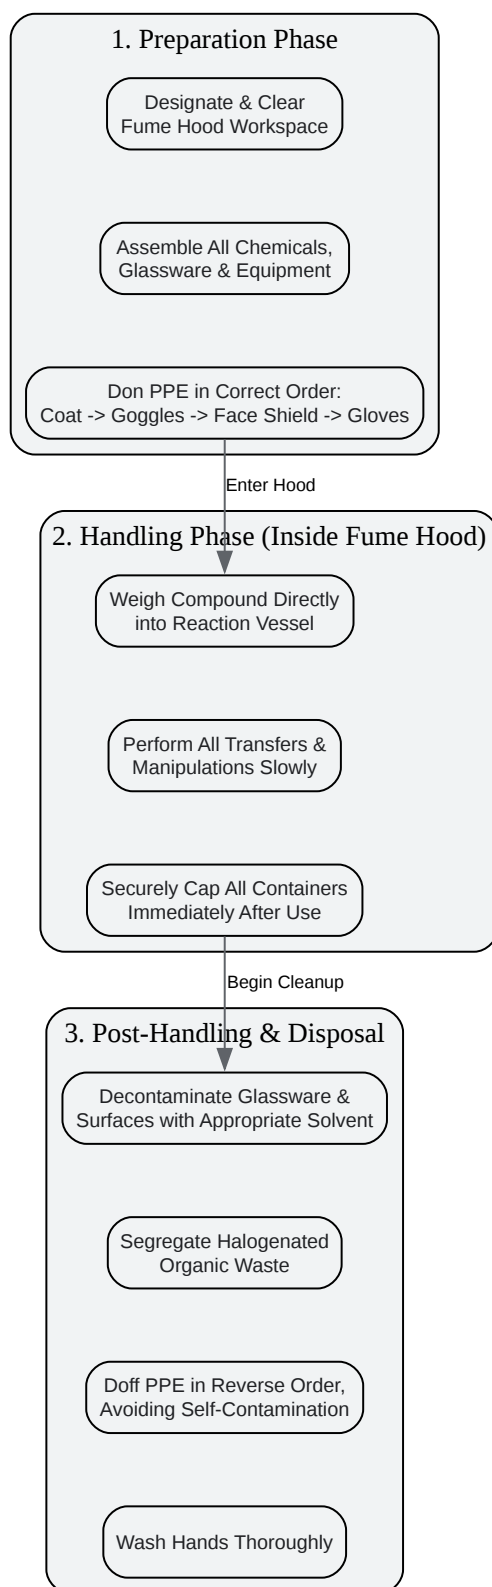 1. Preparation Phase
Designate & Clear
Fume Hood Workspace
Assemble All Chemicals,
Glassware & Equipment
Don PPE in Correct Order:
Coat -> Goggles -> Face Shield -> Gloves
Enter Hood
2. Handling Phase (Inside Fume Hood)
Weigh Compound Directly
into Reaction Vessel
Perform All Transfers &
Manipulations Slowly
Securely Cap All Containers
Immediately After Use
Begin Cleanup
3. Post-Handling & Disposal
Decontaminate Glassware &
Surfaces with Appropriate Solvent
Segregate Halogenated
Organic Waste
Doff PPE in Reverse Order,
Avoiding Self-Contamination
Wash Hands Thoroughly